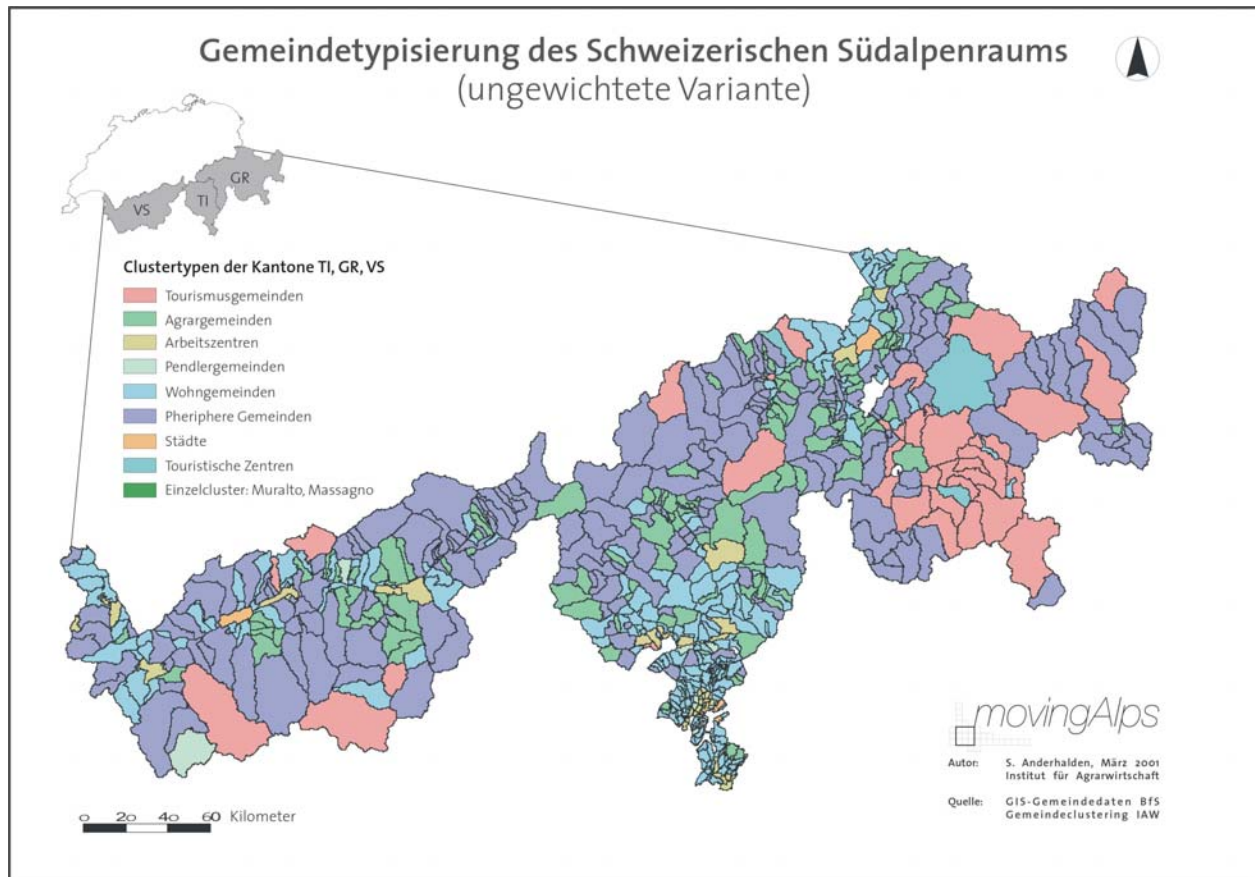 Gemeindetypisierung des Schweizerischen Südalpenraums
(ungewichtete Variante)
GR
TI
VS
Clustertypen der Kantone TI, GR, VS
Tourismusgemeinden
Agrargemeinden
Arbeitszentren
Pendlergemeinden
Wohngemeinden
Pheriphere Gemeinden
Städte
Touristische Zentren
Einzelcluster: Muralto, Massagno
movingAlps
Autor: S. Anderhalden, März 2001
Institut für Agrarwirtschaft
Quelle: GIS-Gemeindedaten BfS
Gemeindeclustering IAW
0 20 40 60 Kilometer